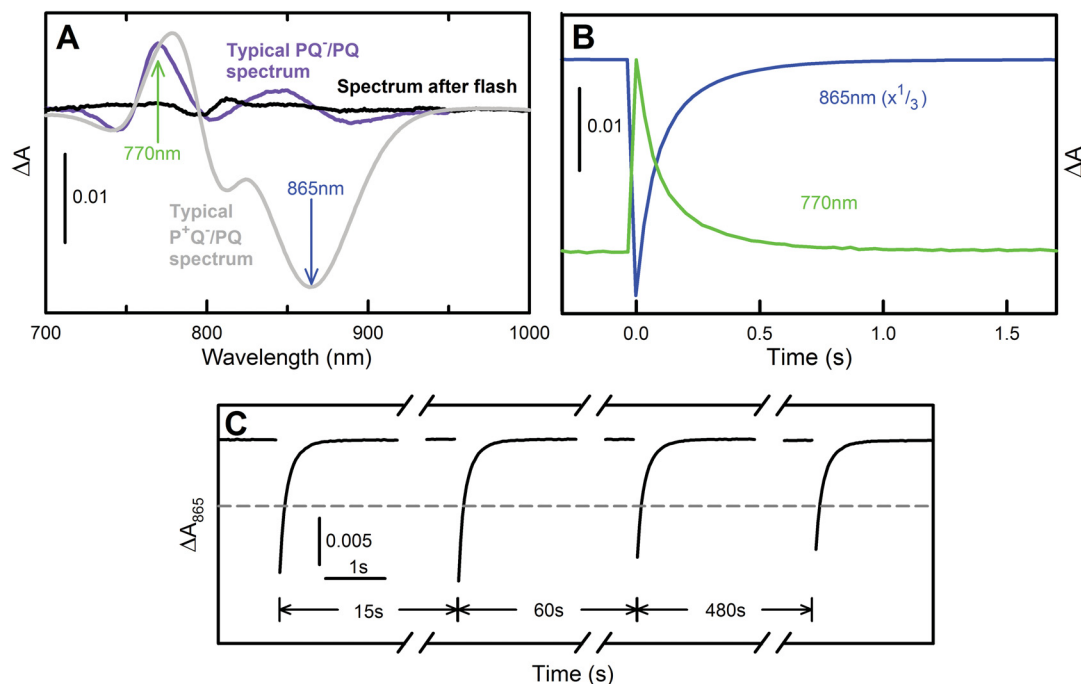 A
Typical PQ⁻/PQ
spectrum
Spectrum after flash
770nm
865nm
0.01
Typical
P⁺Q⁻/PQ
spectrum
ΔA
700 800 900 1000
Wavelength (nm)
B
0.01
865nm (x¹/₃)
770nm
ΔA
0.0 0.5 1.0 1.5
Time (s)
C
ΔA₈₆₅
0.005
1s
15s 60s 480s
Time (s)